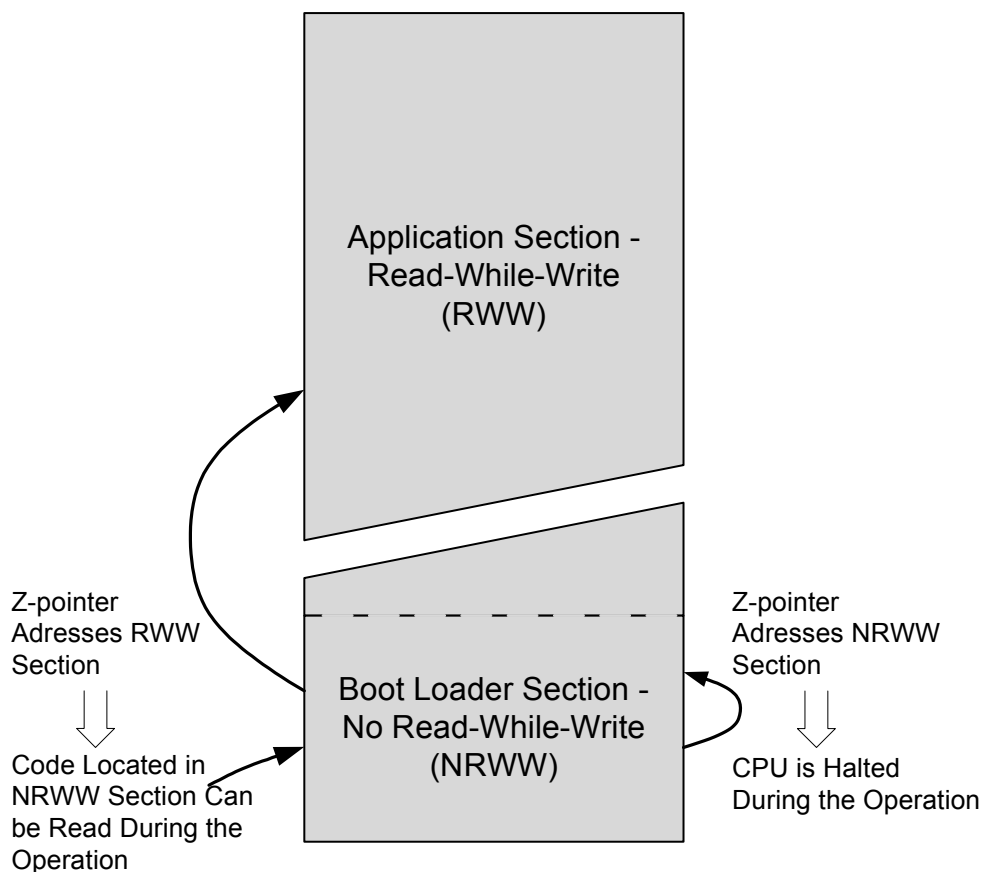 Application Section -
Read-While-Write
(RWW)
Z-pointer
Adresses RWW
Section
Code Located in
NRWW Section Can
be Read During the
Operation
Boot Loader Section -
No Read-While-Write
(NRWW)
Z-pointer
Adresses NRWW
Section
CPU is Halted
During the Operation